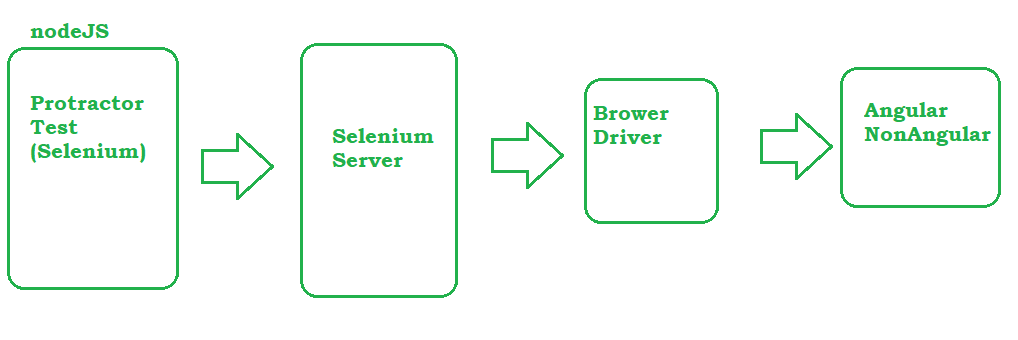 nodeJS
Protractor
Test
(Selenium)
Selenium
Server
Brower
Driver
Angular
NonAngular